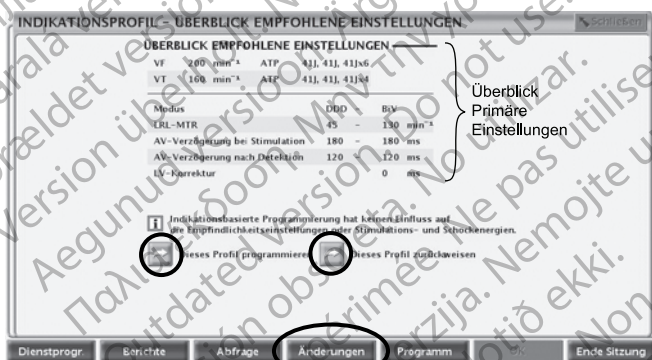 INDIKATIONSPROFIL – ÜBERBLICK EMPFOHLENE EINSTELLUNGEN
Schließen
ÜBERBLICK EMPFOHLENE EINSTELLUNGEN
VF 200 min⁻¹ ATP 41J, 41J, 41Jx6
VT 160 min⁻¹ ATP 41J, 41J, 41Jx4
Modus DDD - BiV
LRL-MTR 45 - 130 min⁻¹
AV-Verzögerung bei Stimulation 180 - 180 ms
AV-Verzögerung nach Detektion 120 - 120 ms
LV-Korrektur 0 ms
Überblick
Primäre
Einstellungen
i Indikationsbasierte Programmierung hat keinen Einfluss auf
die Empfindlichkeitseinstellungen oder Stimulations- und Schockenergien.
Dieses Profil programmieren Dieses Profil zurückweisen
Dienstprogr. Berichte Abfrage Änderungen Programm OK Ende Sitzung